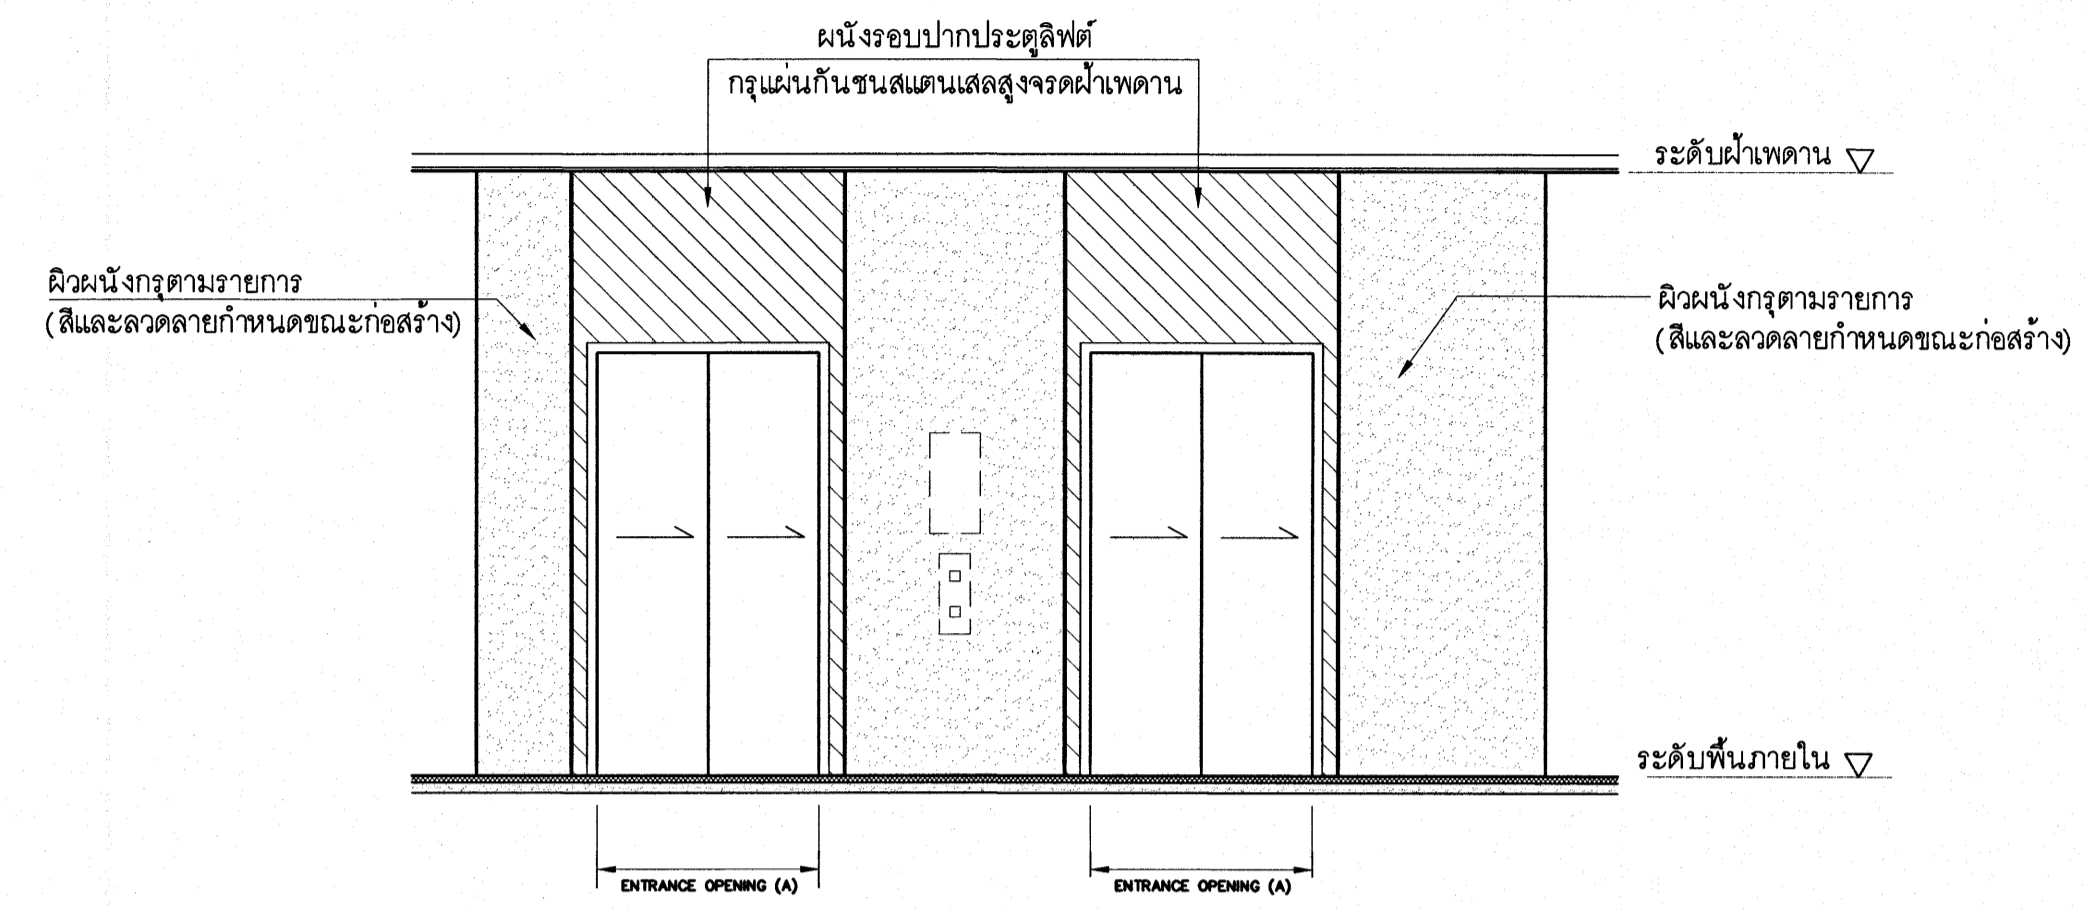 ผนังรอบปากประตูลิฟต์
กรุแผ่นกันชนสแตนเสลสูงจรดฝ้าเพดาน
ระดับฝ้าเพดาน
ผิวผนังกรุตามรายการ
(สีและลวดลายกำหนดขณะก่อสร้าง)
ผิวผนังกรุตามรายการ
(สีและลวดลายกำหนดขณะก่อสร้าง)
ระดับพื้นภายใน
ENTRANCE OPENING (A)
ENTRANCE OPENING (A)